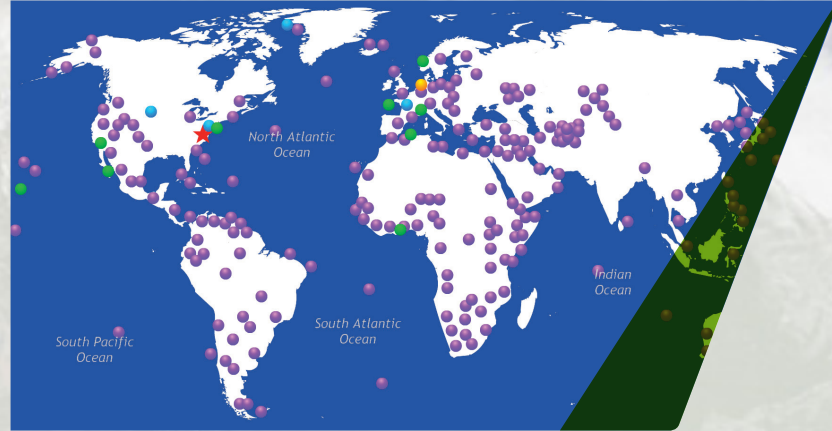 North Atlantic
Ocean
Indian
Ocean
South Atlantic
Ocean
South Pacific
Ocean